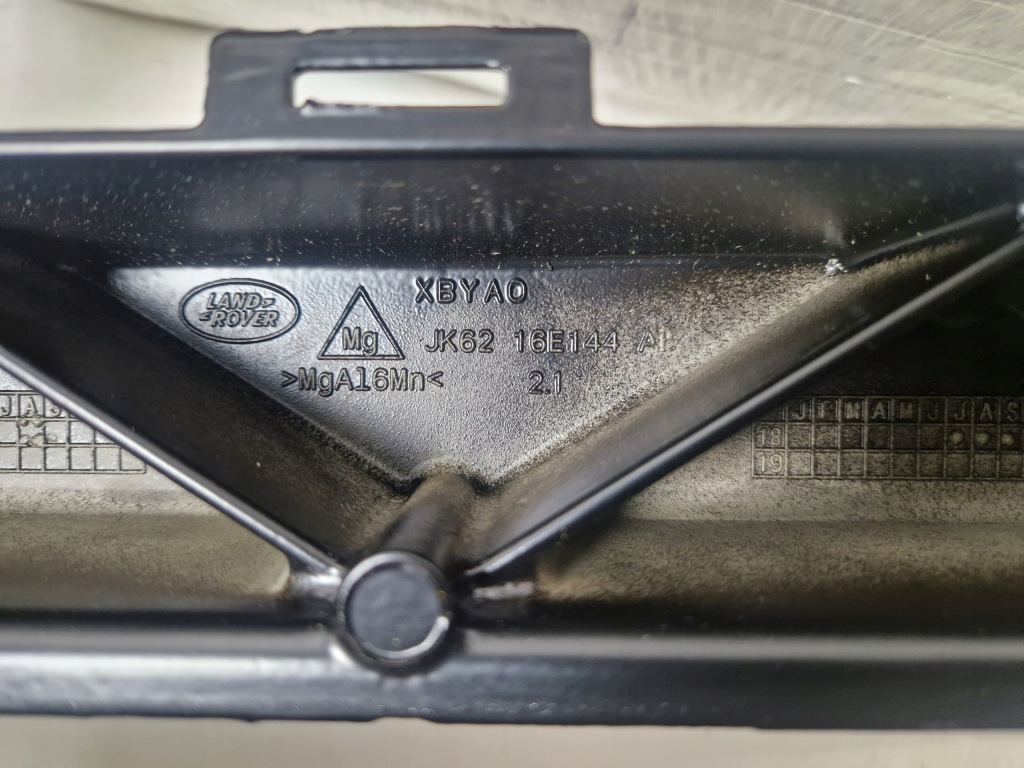 XBYAO
LAND-
-ROVER
Mg
JK62 16E144
>MgAl6Mn<
2.1
J A
J F M A M J J A S
18
19